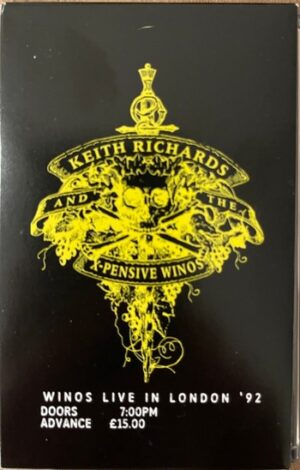 KEITH RICHARDS
AND THE
X-PENSIVE WINOS
WINOS LIVE IN LONDON '92
DOORS 7:00PM
ADVANCE £15.00